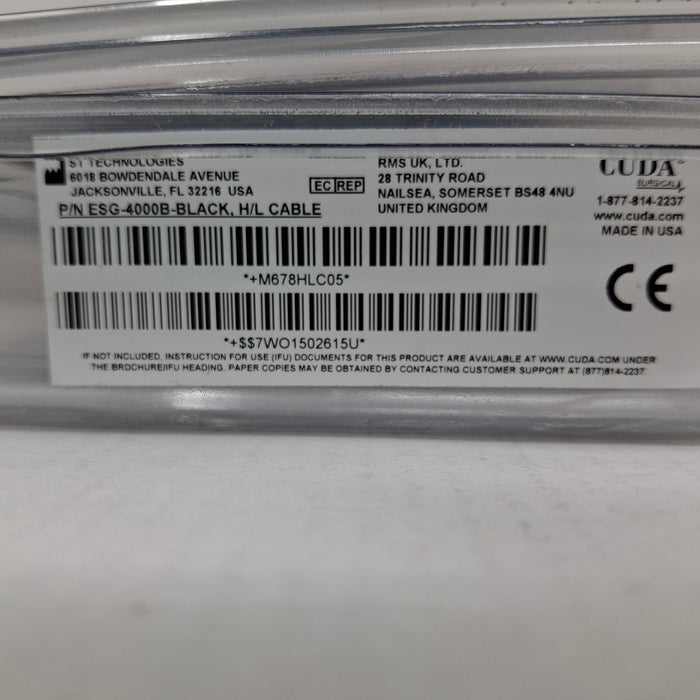 ST TECHNOLOGIES
6018 BOWDENDALE AVENUE
JACKSONVILLE, FL 32216 USA
P/N ESG-4000B-BLACK, H/L CABLE
EC REP
RMS UK, LTD.
28 TRINITY ROAD
NAILSEA, SOMERSET BS48 4NU
UNITED KINGDOM
CUDA®
SURGICAL
1-877-814-2237
www.cuda.com
MADE IN USA
CE
*+M678HLC05*
*+$$7WO1502615U*
IF NOT INCLUDED, INSTRUCTION FOR USE (IFU) DOCUMENTS FOR THIS PRODUCT ARE AVAILABLE AT WWW.CUDA.COM UNDER
THE BROCHURE/IFU HEADING. PAPER COPIES MAY BE OBTAINED BY CONTACTING CUSTOMER SUPPORT AT (877)814-2237.